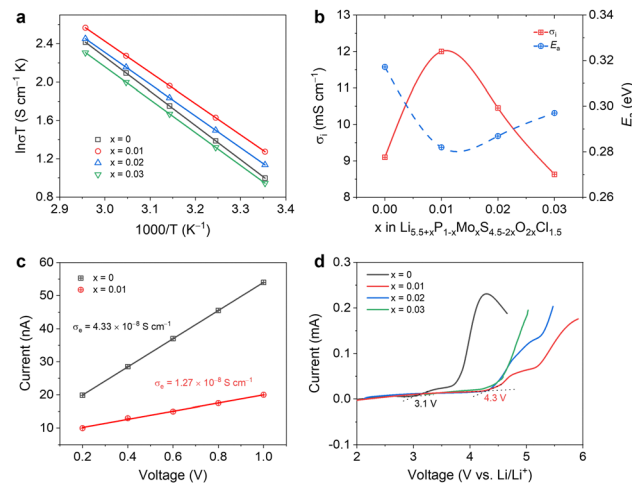 a
lnσT (S cm⁻¹ K)
2.4
2.0
1.6
1.2
0.8
x = 0
x = 0.01
x = 0.02
x = 0.03
2.9 3.0 3.1 3.2 3.3 3.4
1000/T (K⁻¹)
b
σᵢ (mS cm⁻¹)
13
12
11
10
9
8
σᵢ
Eₐ
0.34
0.32
0.30
0.28
0.26
Eₐ (eV)
0.00 0.01 0.02 0.03
x in Li₅.₅₊ₓP₁₋ₓMoₓS₄.₅₋₂ₓO₂ₓCl₁.₅
c
Current (nA)
60
50
40
30
20
10
x = 0
x = 0.01
σₑ = 4.33 × 10⁻⁸ S cm⁻¹
σₑ = 1.27 × 10⁻⁸ S cm⁻¹
0.2 0.4 0.6 0.8 1.0
Voltage (V)
d
Current (mA)
0.3
0.2
0.1
0.0
-0.1
x = 0
x = 0.01
x = 0.02
x = 0.03
3.1 V
4.3 V
2 3 4 5 6
Voltage (V vs. Li/Li⁺)